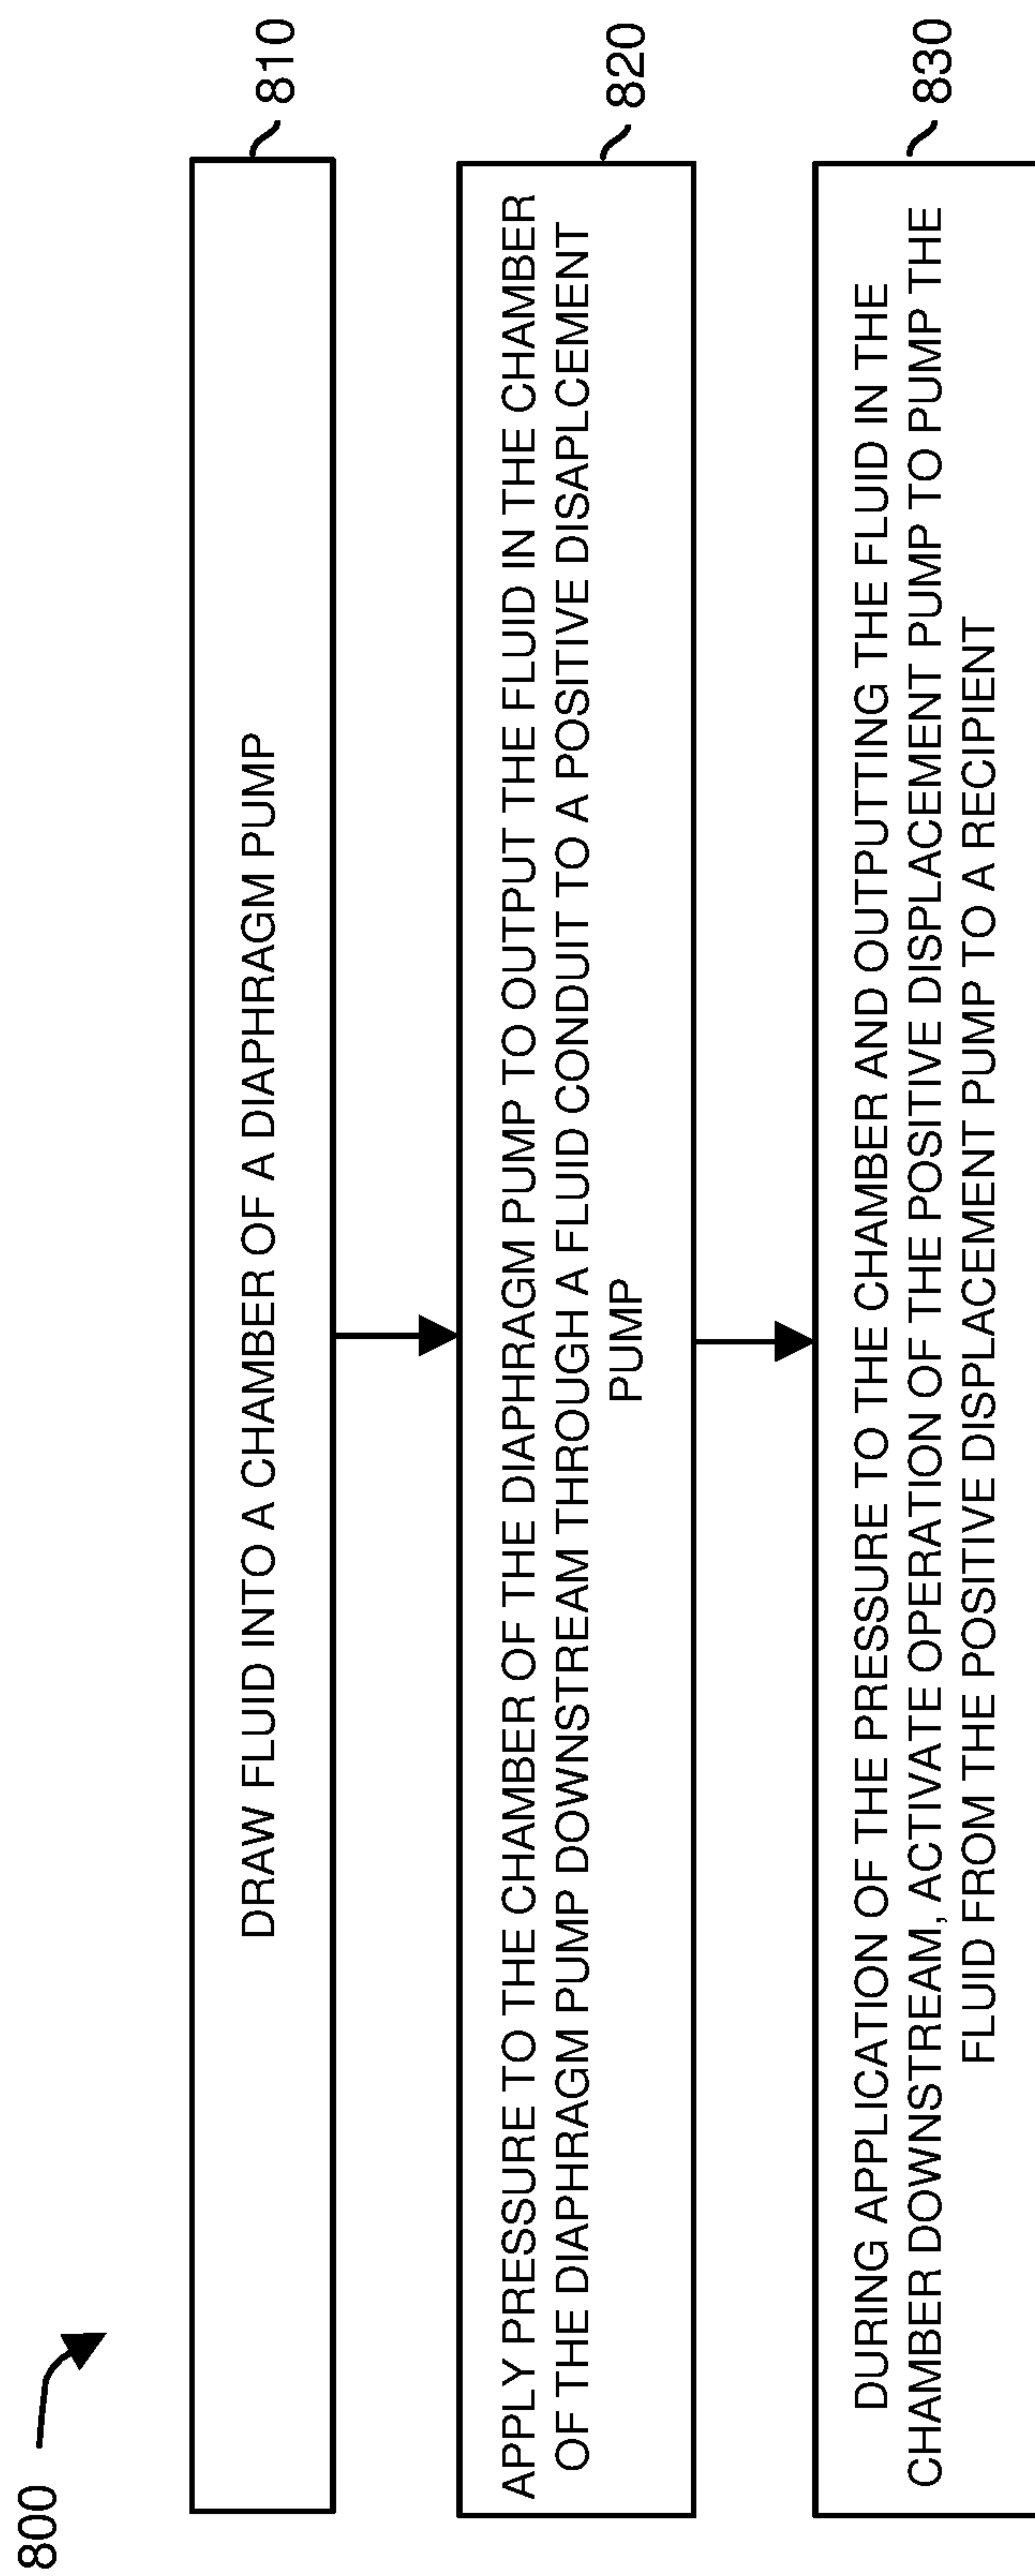 800
DRAW FLUID INTO A CHAMBER OF A DIAPHRAGM PUMP
810
APPLY PRESSURE TO THE CHAMBER OF THE DIAPHRAGM PUMP TO OUTPUT THE FLUID IN THE CHAMBER
OF THE DIAPHRAGM PUMP DOWNSTREAM THROUGH A FLUID CONDUIT TO A POSITIVE DISAPLCEMENT
PUMP
820
DURING APPLICATION OF THE PRESSURE TO THE CHAMBER AND OUTPUTTING THE FLUID IN THE
CHAMBER DOWNSTREAM, ACTIVATE OPERATION OF THE POSITIVE DISPLACEMENT PUMP TO PUMP THE
FLUID FROM THE POSITIVE DISPLACEMENT PUMP TO A RECIPIENT
830